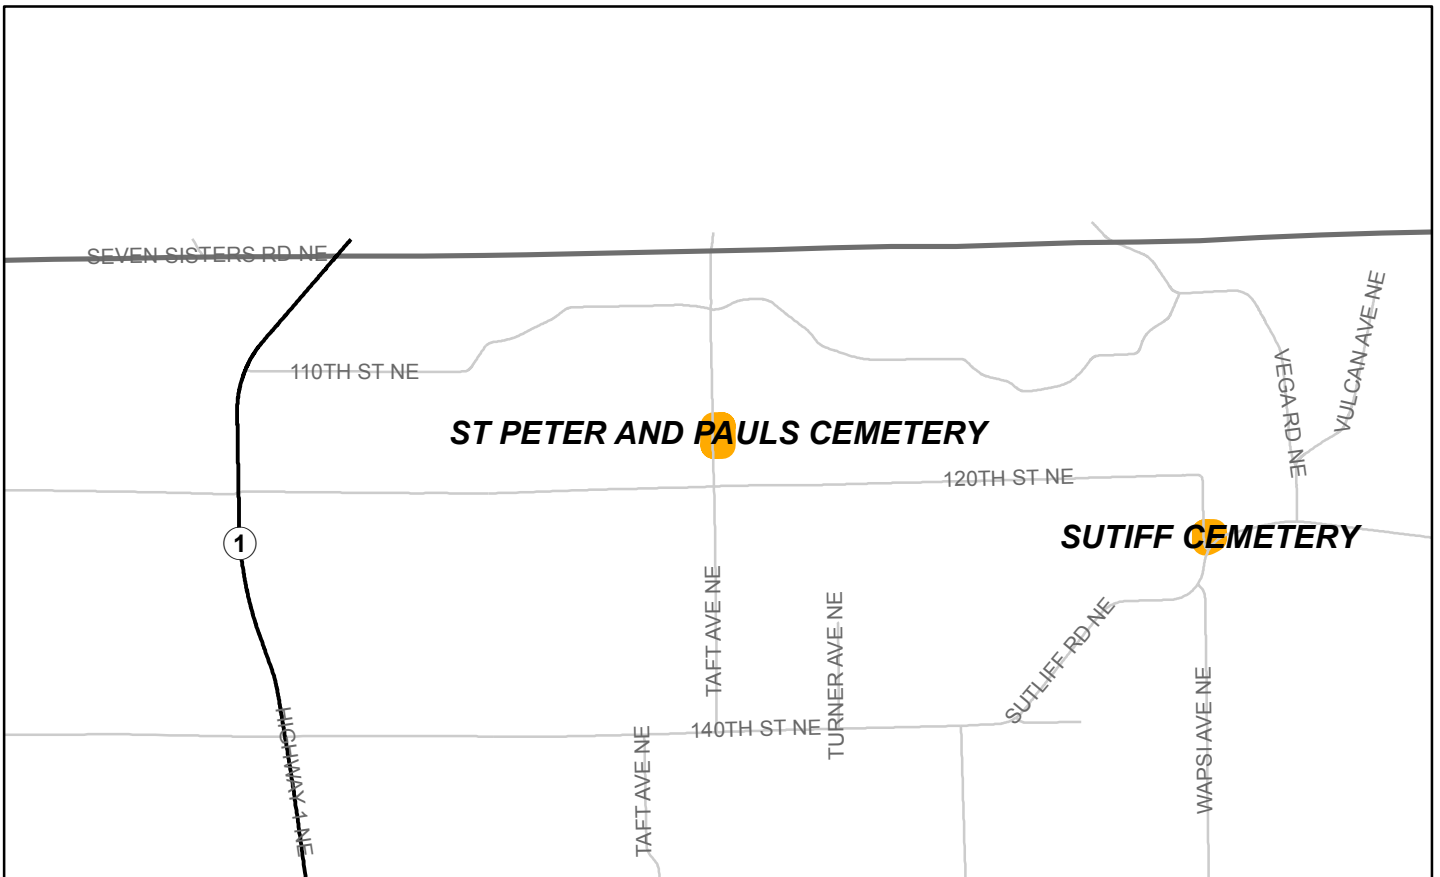 SEVEN SISTERS RD NE
VULCAN AVE NE
110TH ST NE
VEGA RD NE
ST PETER AND PAULS CEMETERY
120TH ST NE
1
SUTIFF CEMETERY
TAFT AVE NE
TURNER AVE NE
SUTLIFF RD NE
WAPSI AVE NE
140TH ST NE
HIGHWAY 1 NE
TAFT AVE NE